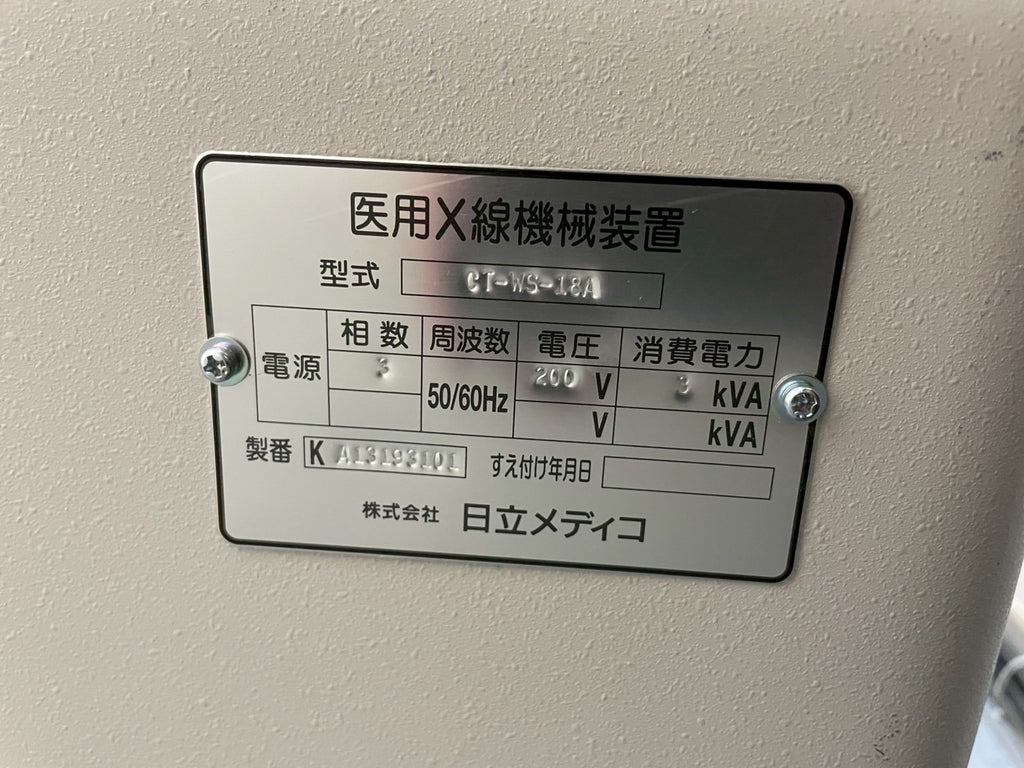 医用X線機械装置
型式 CT-WS-18A
電源 相数 周波数 電圧 消費電力
3 50/60Hz 200 V 3 kVA
V kVA
製番 K A13193101 すえ付け年月日
株式会社 日立メディコ